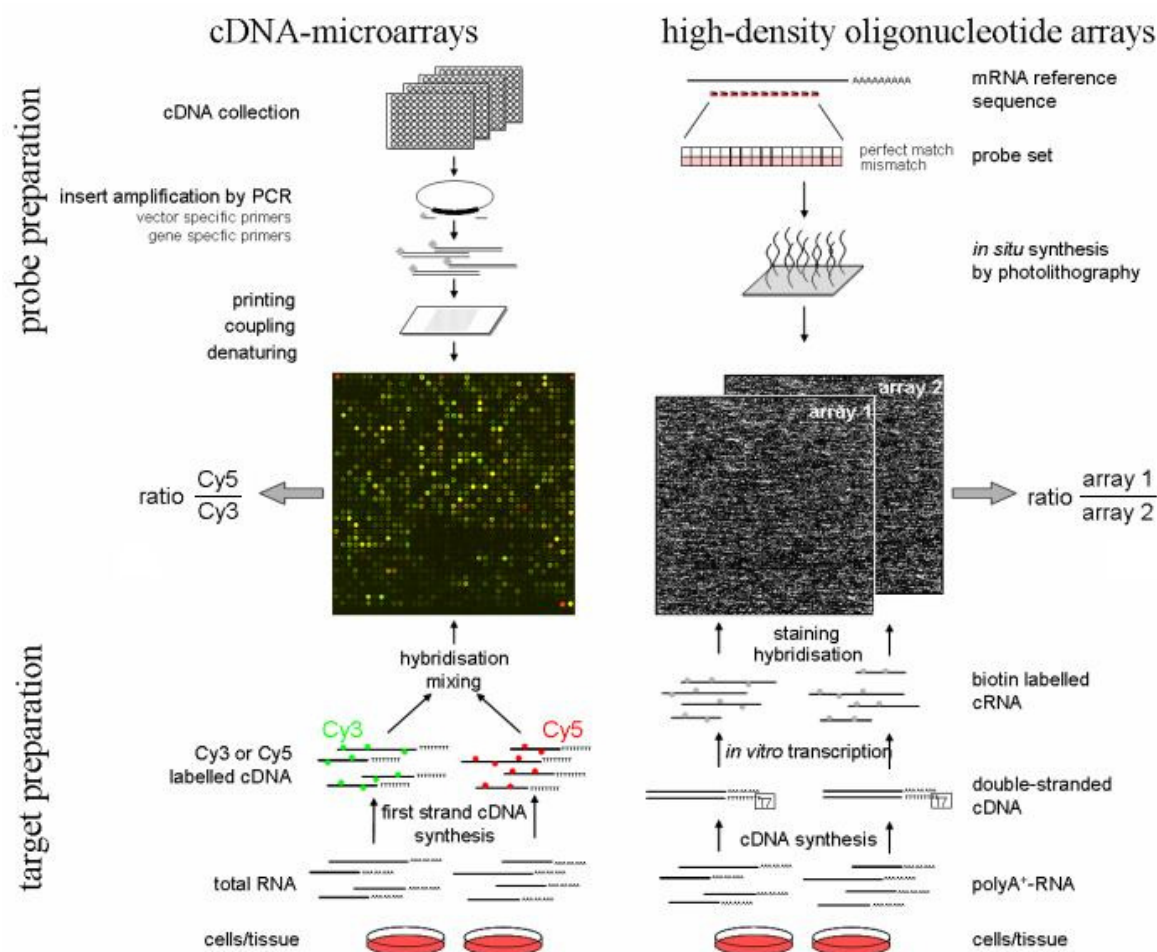 cDNA-microarrays
high-density oligonucleotide arrays
probe preparation
cDNA collection
insert amplification by PCR
vector specific primers
gene specfic primers
printing
coupling
denaturing
AAAAAAAAA
mRNA reference
sequence
perfect match
mismatch
probe set
in situ synthesis
by photolithography
ratio Cy5
Cy3
array 1
array 2
ratio array 1
array 2
target preparation
hybridisation
mixing
Cy3
Cy5
Cy3 or Cy5
labelled cDNA
first strand cDNA
synthesis
total RNA
cells/tissue
staining
hybridisation
biotin labelled
cRNA
in vitro transcription
double-stranded
cDNA
T7
T7
cDNA synthesis
polyA+-RNA
cells/tissue